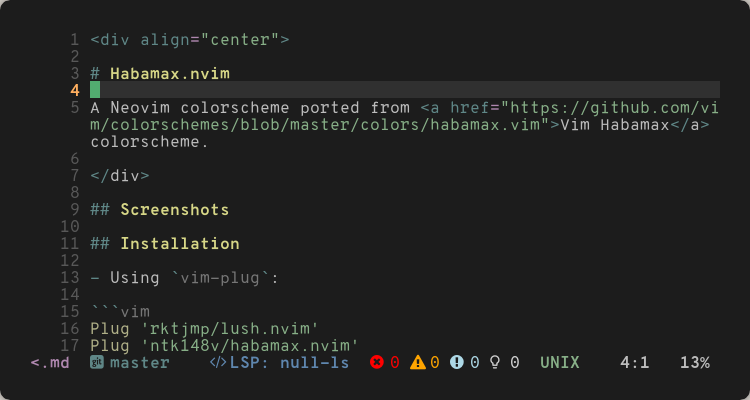 1 <div align="center">
2
3 # Habamax.nvim
4
5 A Neovim colorscheme ported from <a href="https://github.com/vi
m/colorschemes/blob/master/colors/habamax.vim">Vim Habamax</a>
colorscheme.
6
7 </div>
8
9 ## Screenshots
10
11 ## Installation
12
13 - Using `vim-plug`:
14
15 ```vim
16 Plug 'rktjmp/lush.nvim'
17 Plug 'ntk148v/habamax.nvim'
<.md git master </>LSP: null-ls 0 0 0 0 UNIX 4:1 13%